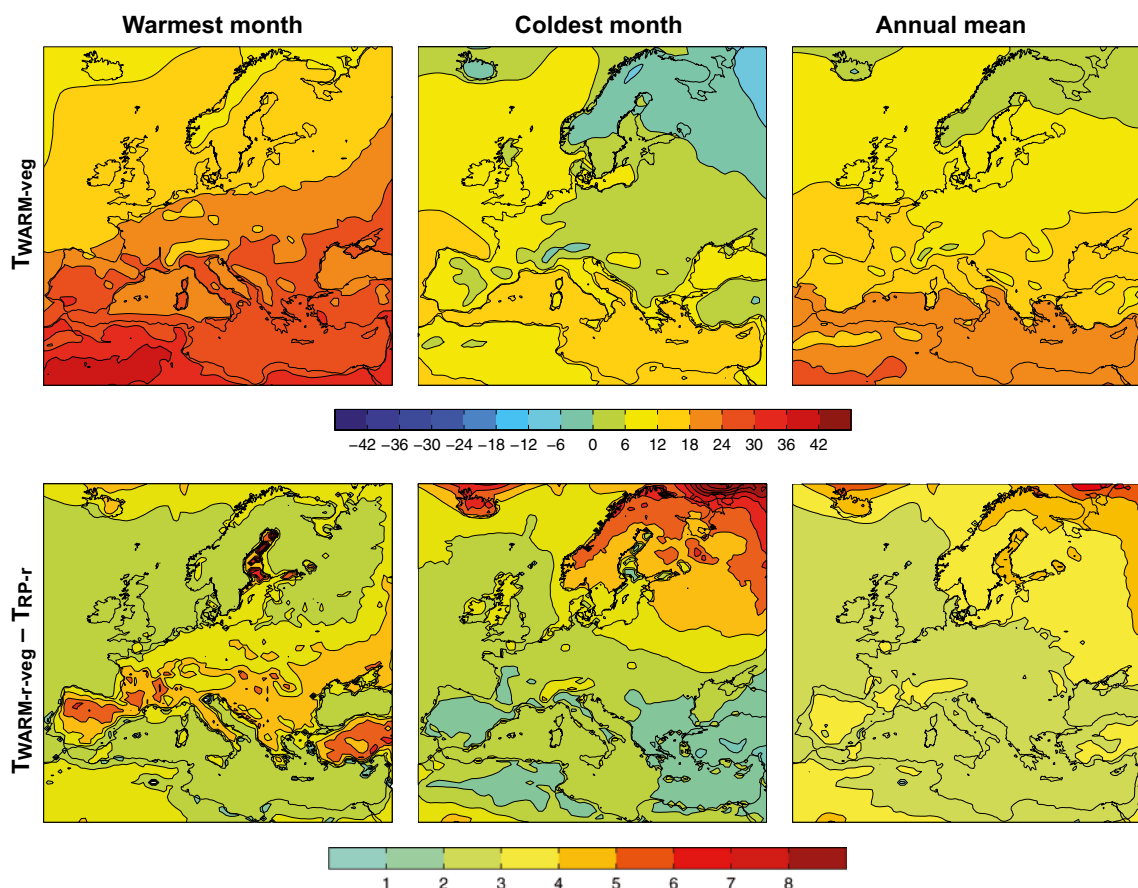 Warmest month Coldest month Annual mean
TWARM-veg
−42 −36 −30 −24 −18 −12 −6 0 6 12 18 24 30 36 42
TWARM-r-veg − TRP-r
1 2 3 4 5 6 7 8